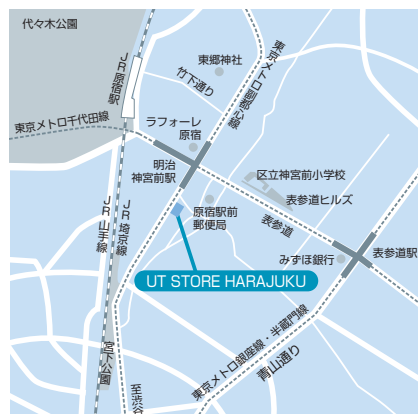 代々木公園
JR原宿駅
東郷神社
竹下通り
東京メトロ副都心線
東京メトロ千代田線
ラフォーレ
原宿
明治
神宮前駅
区立神宮前小学校
表参道ヒルズ
原宿駅前
郵便局
表参道
JR埼京線
JR山手線
みずほ銀行
表参道駅
UT STORE HARAJUKU
宮下公園
東京メトロ銀座線・半蔵門線
青山通り
至渋谷